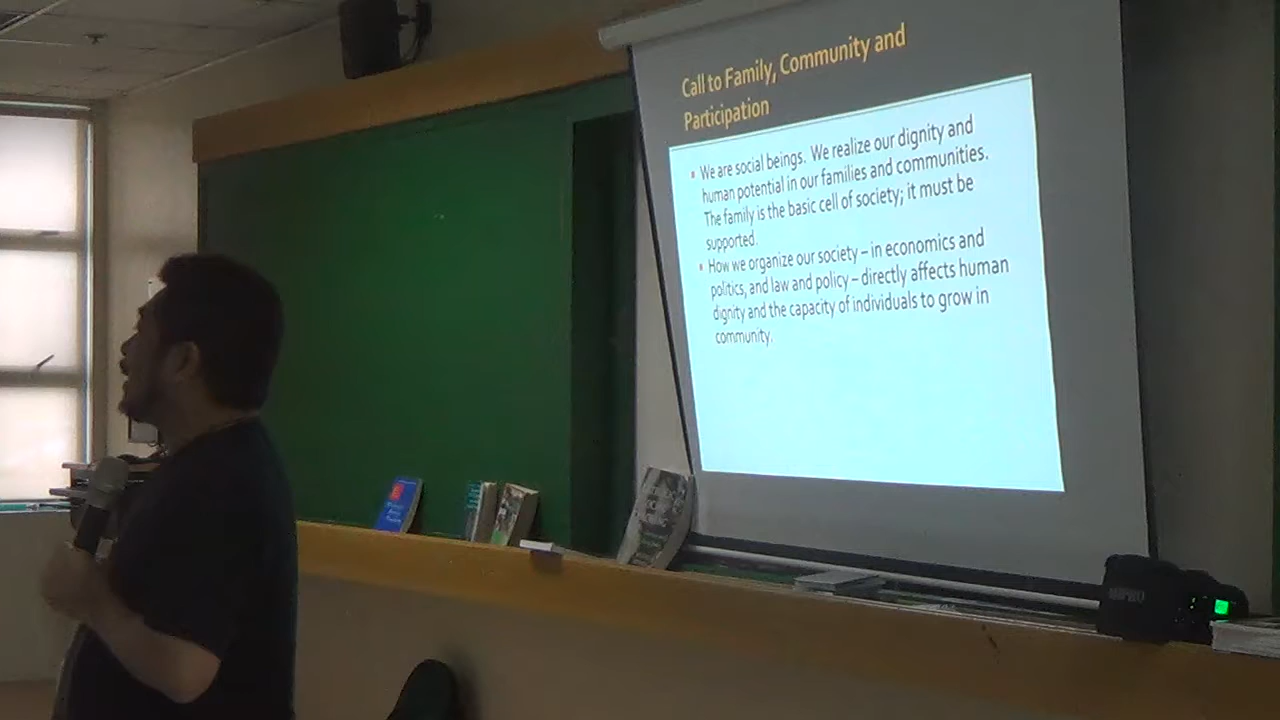 Call to Family, Community and
Participation
▪ We are social beings. We realize our dignity and
human potential in our families and communities.
The family is the basic cell of society; it must be
supported.
▪ How we organize our society – in economics and
politics, and law and policy – directly affects human
dignity and the capacity of individuals to grow in
community.
MIPRO